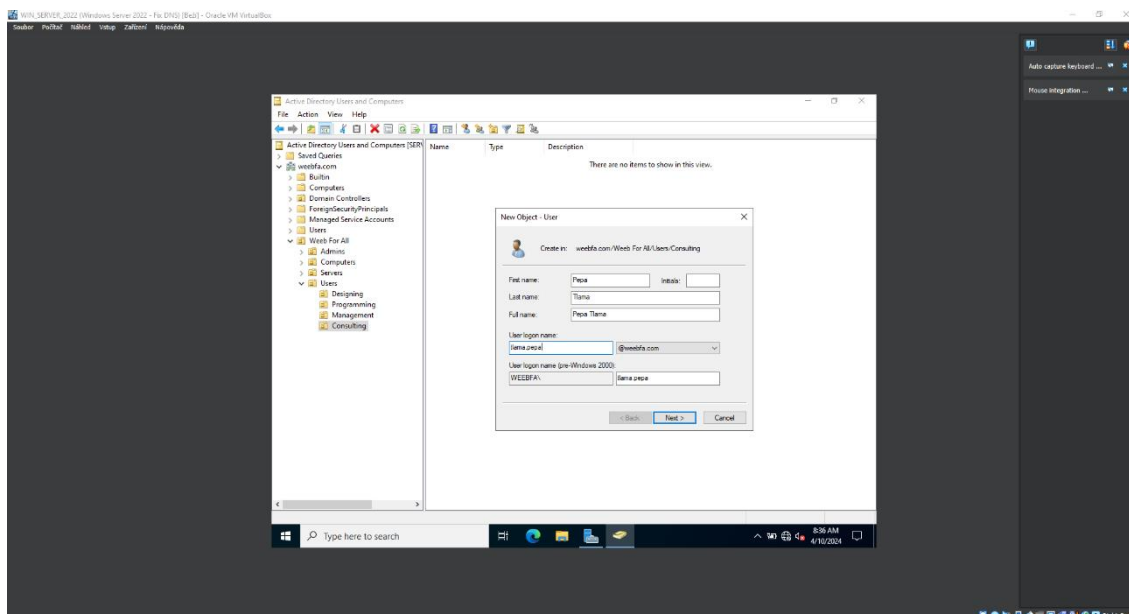 WIN_SERVER_2022 (Windows Server 2022 - Fix DNS) [Beží] - Oracle VM VirtualBox
Soubor Počítač Náhled Vstup Zařízení Nápověda
Auto capture keyboard ...
Mouse integration ...
Active Directory Users and Computers
File Action View Help
Active Directory Users and Computers [SERV
Name Type Description
Saved Queries
There are no items to show in this view.
weebfa.com
Builtin
Computers
Domain Controllers
ForeignSecurityPrincipals
Managed Service Accounts
Users
Weeb For All
Admins
Computers
Servers
Users
Designing
Programming
Management
Consulting
New Object - User
Create in: weebfa.com/Weeb For All/Users/Consulting
First name: Pepa Initials:
Last name: Tlama
Full name: Pepa Tlama
User logon name:
tlama.pepa @weebfa.com
User logon name (pre-Windows 2000):
WEEBFA\ tlama.pepa
< Back Next > Cancel
Type here to search
8:36 AM
4/10/2024